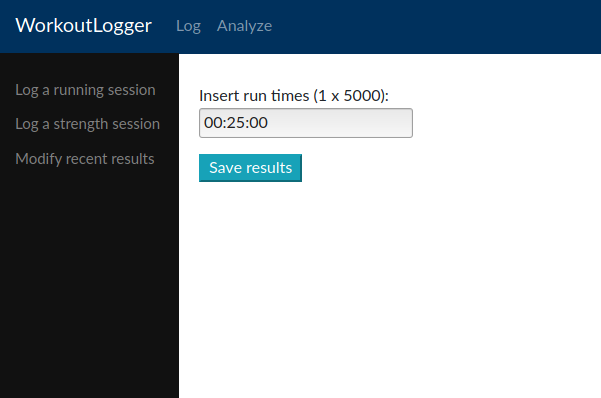 WorkoutLogger Log Analyze
Log a running session
Log a strength session
Modify recent results
Insert run times (1 x 5000):
00:25:00
Save results